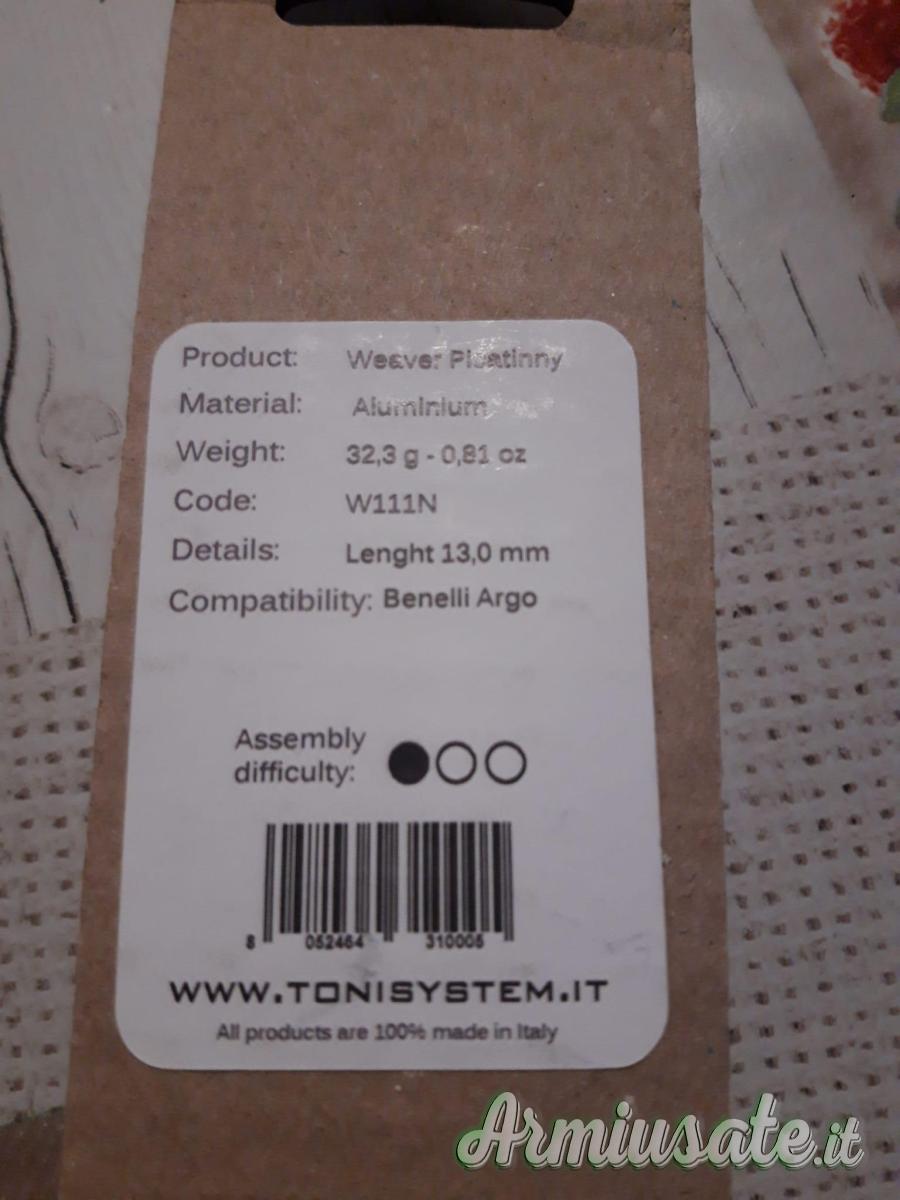 Product: Weaver Picatinny
Material: Aluminium
Weight: 32,3 g - 0,81 oz
Code: W111N
Details: Lenght 13,0 mm
Compatibility: Benelli Argo
Assembly
difficulty:
8 052464 310005
WWW.TONISYSTEM.IT
All products are 100% made in Italy
Armiusate.it